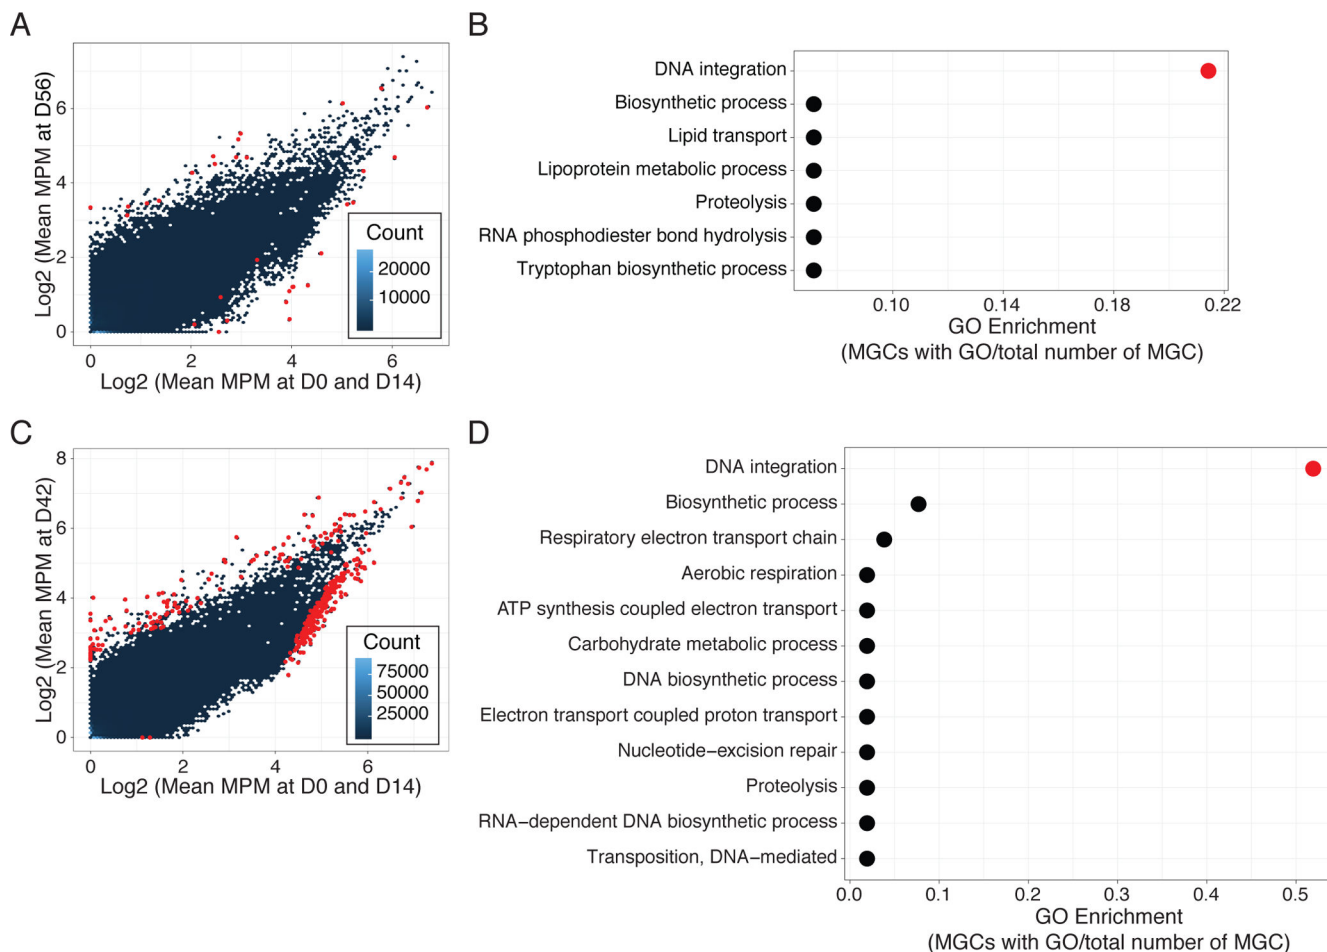 A
Log2 (Mean MPM at D56)
6
4
2
0
Count
20000
10000
0
2
4
6
Log2 (Mean MPM at D0 and D14)
B
DNA integration
Biosynthetic process
Lipid transport
Lipoprotein metabolic process
Proteolysis
RNA phosphodiester bond hydrolysis
Tryptophan biosynthetic process
0.10
0.14
0.18
0.22
GO Enrichment
(MGCs with GO/total number of MGC)
C
Log2 (Mean MPM at D42)
8
6
4
2
0
Count
75000
50000
25000
0
2
4
6
Log2 (Mean MPM at D0 and D14)
D
DNA integration
Biosynthetic process
Respiratory electron transport chain
Aerobic respiration
ATP synthesis coupled electron transport
Carbohydrate metabolic process
DNA biosynthetic process
Electron transport coupled proton transport
Nucleotide−excision repair
Proteolysis
RNA−dependent DNA biosynthetic process
Transposition, DNA−mediated
0.0
0.1
0.2
0.3
0.4
0.5
GO Enrichment
(MGCs with GO/total number of MGC)